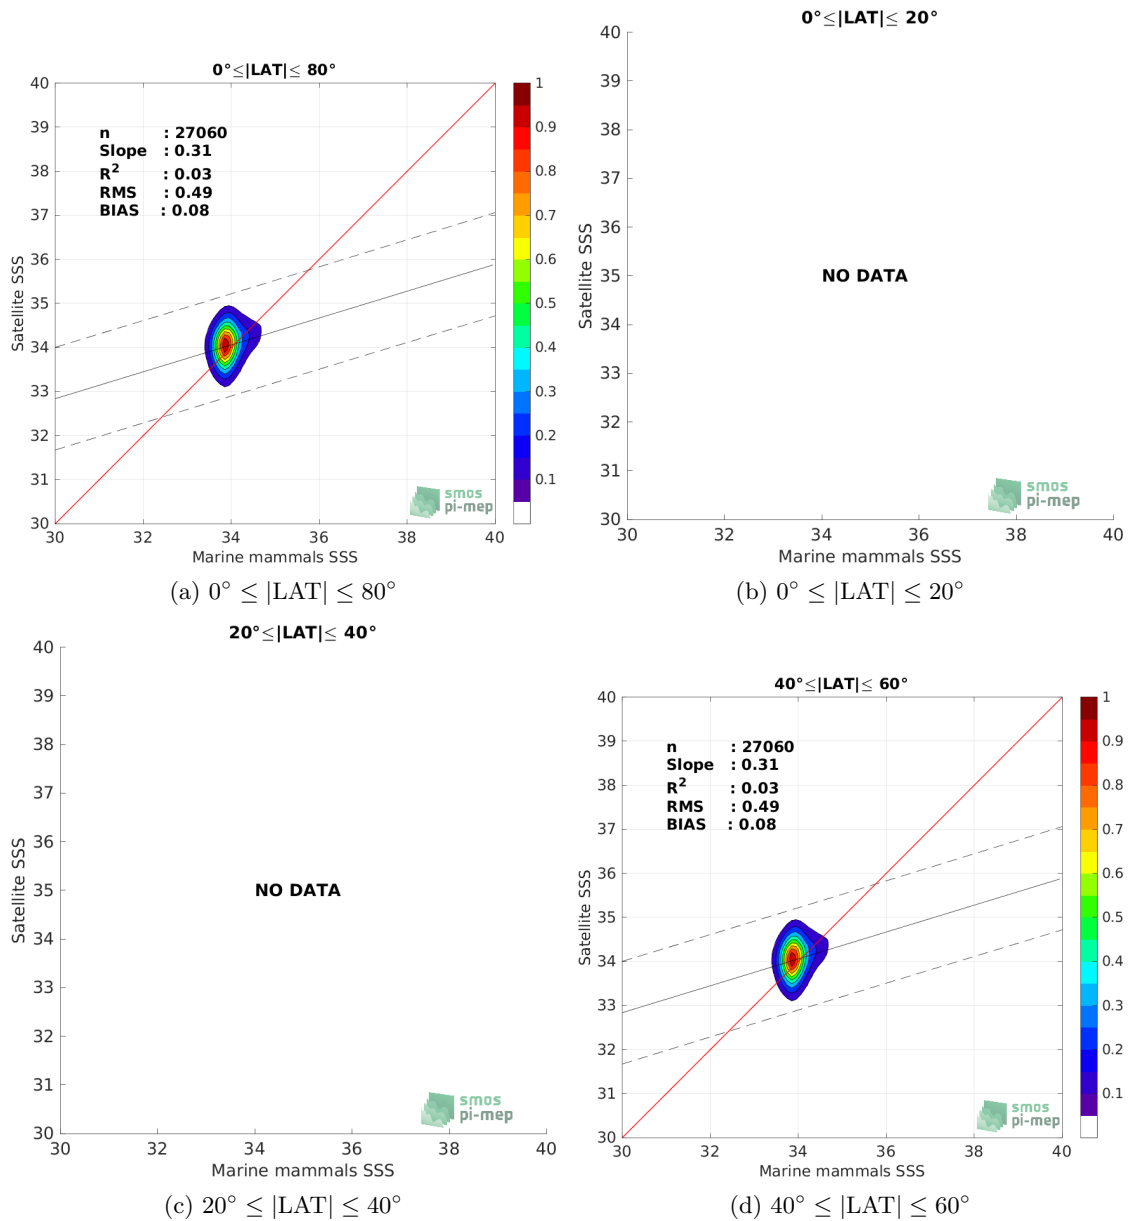 0°≤|LAT|≤ 80°
40
39
38
37
36
35
34
33
32
31
30
Satellite SSS
n : 27060
Slope : 0.31
R² : 0.03
RMS : 0.49
BIAS : 0.08
smos
pi-mep
30 32 34 36 38 40
Marine mammals SSS
1
0.9
0.8
0.7
0.6
0.5
0.4
0.3
0.2
0.1
(a) 0° ≤ |LAT| ≤ 80°
0°≤|LAT|≤ 20°
40
39
38
37
36
35
34
33
32
31
30
Satellite SSS
NO DATA
smos
pi-mep
30 32 34 36 38 40
Marine mammals SSS
(b) 0° ≤ |LAT| ≤ 20°
20°≤|LAT|≤ 40°
40
39
38
37
36
35
34
33
32
31
30
Satellite SSS
NO DATA
smos
pi-mep
30 32 34 36 38 40
Marine mammals SSS
(c) 20° ≤ |LAT| ≤ 40°
40°≤|LAT|≤ 60°
40
39
38
37
36
35
34
33
32
31
30
Satellite SSS
n : 27060
Slope : 0.31
R² : 0.03
RMS : 0.49
BIAS : 0.08
smos
pi-mep
30 32 34 36 38 40
Marine mammals SSS
1
0.9
0.8
0.7
0.6
0.5
0.4
0.3
0.2
0.1
(d) 40° ≤ |LAT| ≤ 60°